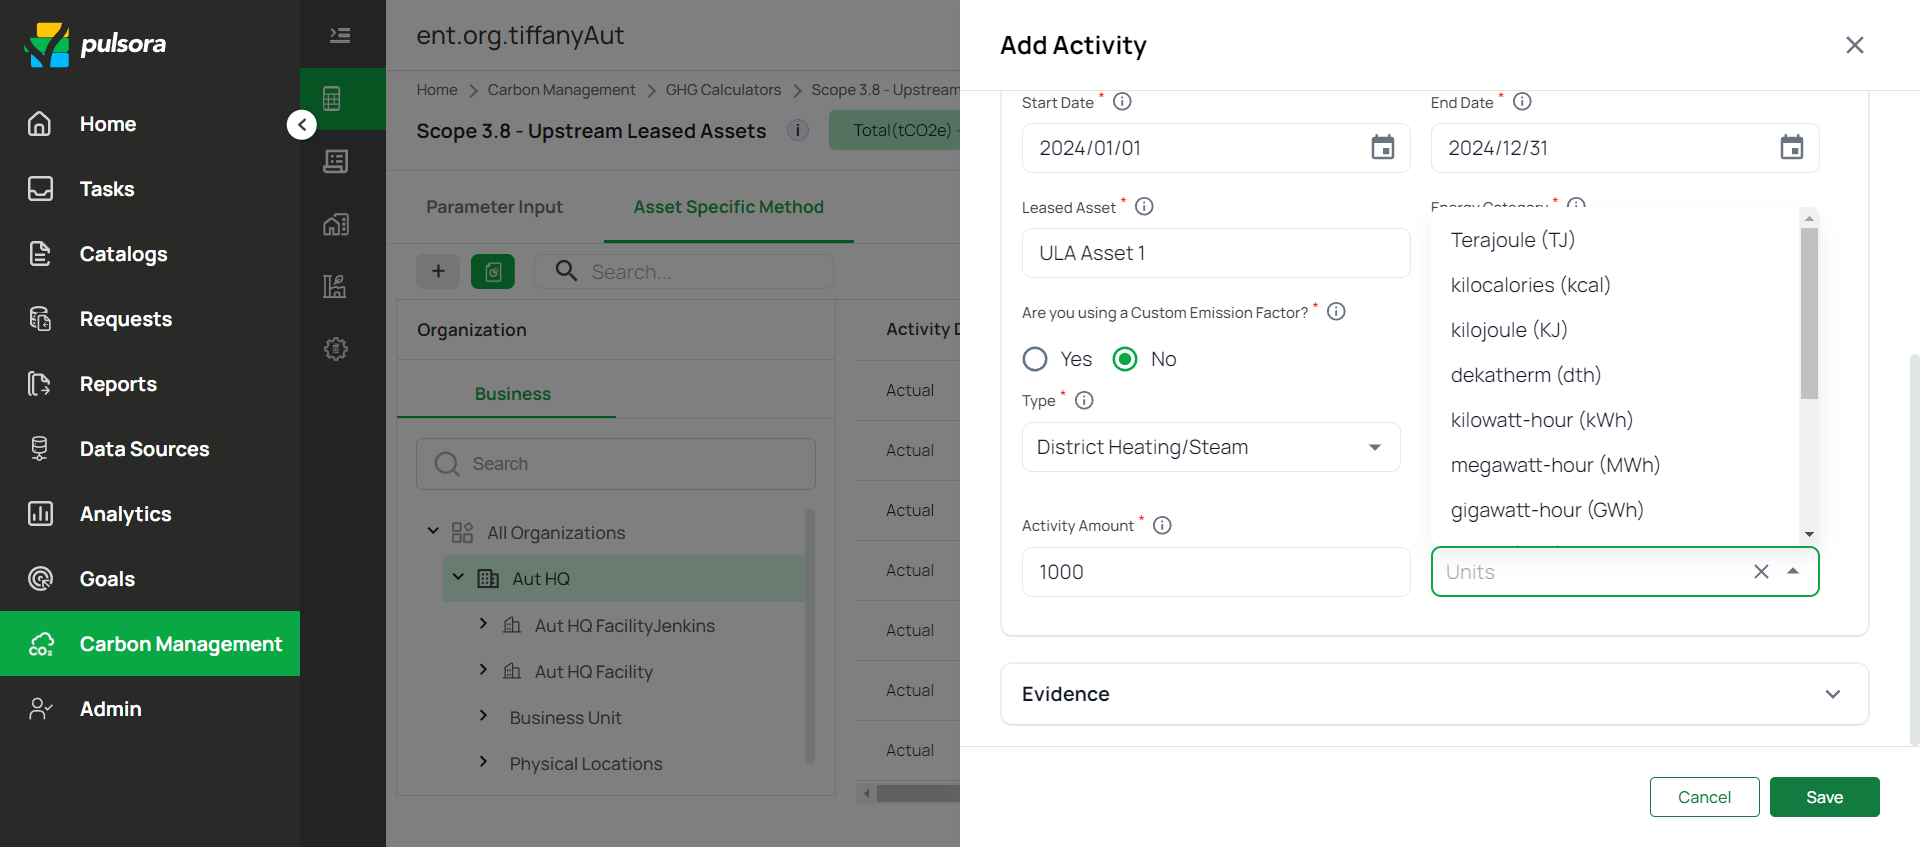 pulsora
Home
Tasks
Catalogs
Requests
Reports
Data Sources
Analytics
Goals
Carbon Management
Admin
ent.org.tiffanyAut
Home > Carbon Management > GHG Calculators > Scope 3.8 - Upstream
Scope 3.8 - Upstream Leased Assets
Total(tCO2e) -
Parameter Input
Asset Specific Method
Search...
Organization
Business
Search
All Organizations
Aut HQ
Aut HQ FacilityJenkins
Aut HQ Facility
Business Unit
Physical Locations
Activity D
Actual
Actual
Actual
Actual
Actual
Actual
Actual
Add Activity
Start Date *
2024/01/01
End Date *
2024/12/31
Leased Asset *
ULA Asset 1
Energy Category *
Are you using a Custom Emission Factor? *
Yes
No
Type *
District Heating/Steam
Activity Amount *
1000
Terajoule (TJ)
kilocalories (kcal)
kilojoule (KJ)
dekatherm (dth)
kilowatt-hour (kWh)
megawatt-hour (MWh)
gigawatt-hour (GWh)
Units
Evidence
Cancel
Save